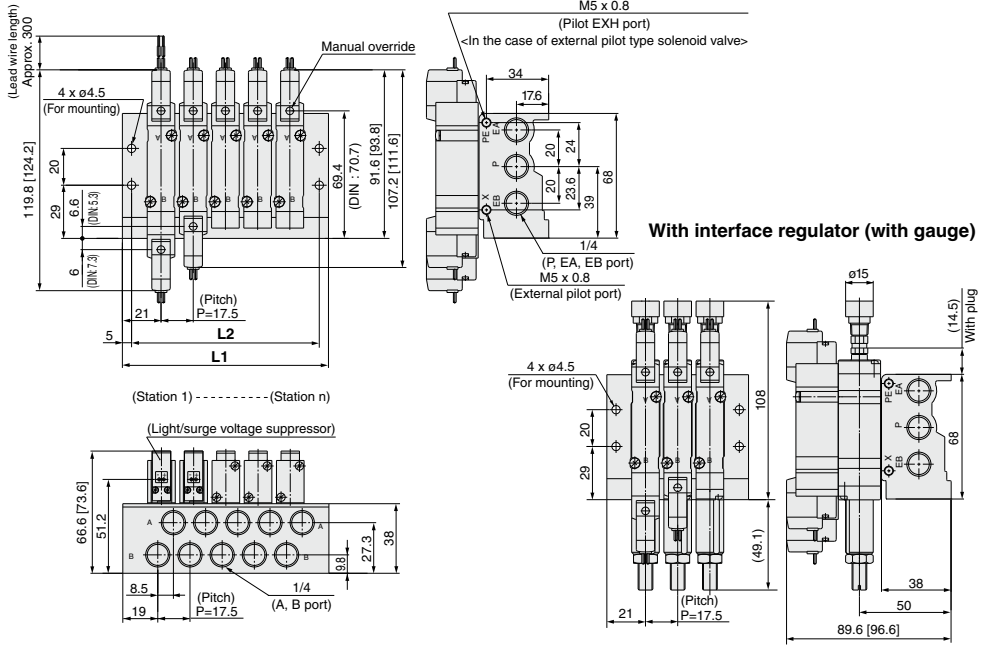 (Lead wire length)
Approx. 300
M5 x 0.8
(Pilot EXH port)
<In the case of external pilot type solenoid valve>
Manual override
4 x ø4.5
(For mounting)
34
17.6
PE
EA
P
X
EB
20
24
20
23.6
39
68
119.8 [124.2]
20
29
6.6
(DIN: 5.3)
6
(DIN: 7.3)
A
B
A
B
A
B
A
B
A
B
69.4
(DIN : 70.7)
91.6 [93.8]
107.2 [111.6]
1/4
(P, EA, EB port)
M5 x 0.8
(External pilot port)
21
(Pitch)
P=17.5
5
L2
L1
(Station 1) - - - - - - - - - - (Station n)
(Light/surge voltage suppressor)
66.6 [73.6]
51.2
A
A
B
B
9.8
27.3
38
8.5
19
(Pitch)
P=17.5
1/4
(A, B port)
With interface regulator (with gauge)
4 x ø4.5
(For mounting)
20
29
108
(49.1)
21
(Pitch)
P=17.5
ø15
(14.5)
With plug
PE
EA
P
X
EB
68
38
50
89.6 [96.6]